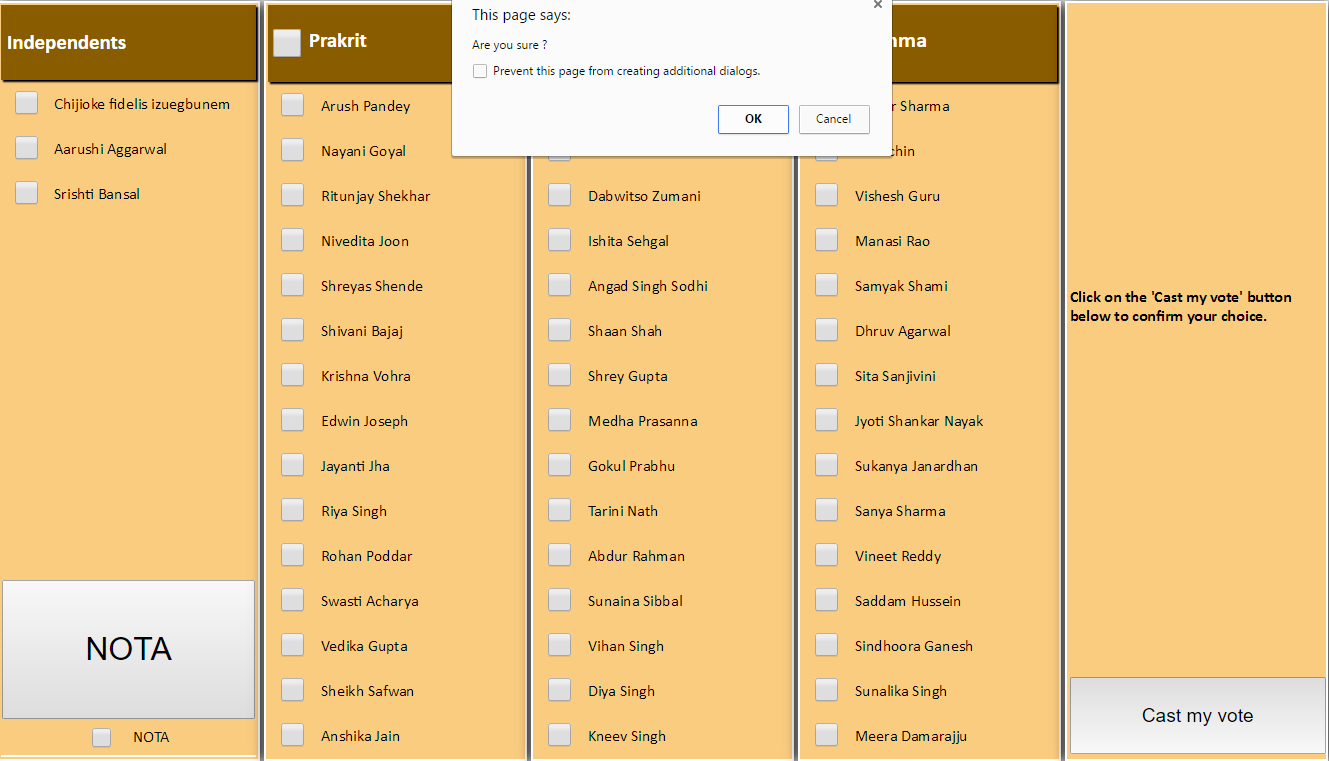 Independents
Chijioke fidelis izuegbunem
Aarushi Aggarwal
Srishti Bansal
NOTA
NOTA
Prakrit
Arush Pandey
Nayani Goyal
Ritunjay Shekhar
Nivedita Joon
Shreyas Shende
Shivani Bajaj
Krishna Vohra
Edwin Joseph
Jayanti Jha
Riya Singh
Rohan Poddar
Swasti Acharya
Vedika Gupta
Sheikh Safwan
Anshika Jain
This page says:
Are you sure ?
Prevent this page from creating additional dialogs.
OK
Cancel
Dabwitso Zumani
Ishita Sehgal
Angad Singh Sodhi
Shaan Shah
Shrey Gupta
Medha Prasanna
Gokul Prabhu
Tarini Nath
Abdur Rahman
Sunaina Sibbal
Vihan Singh
Diya Singh
Kneev Singh
Sharma
Vishesh Guru
Manasi Rao
Samyak Shami
Dhruv Agarwal
Sita Sanjivini
Jyoti Shankar Nayak
Sukanya Janardhan
Sanya Sharma
Vineet Reddy
Saddam Hussein
Sindhoora Ganesh
Sunalika Singh
Meera Damarajju
Click on the 'Cast my vote' button
below to confirm your choice.
Cast my vote